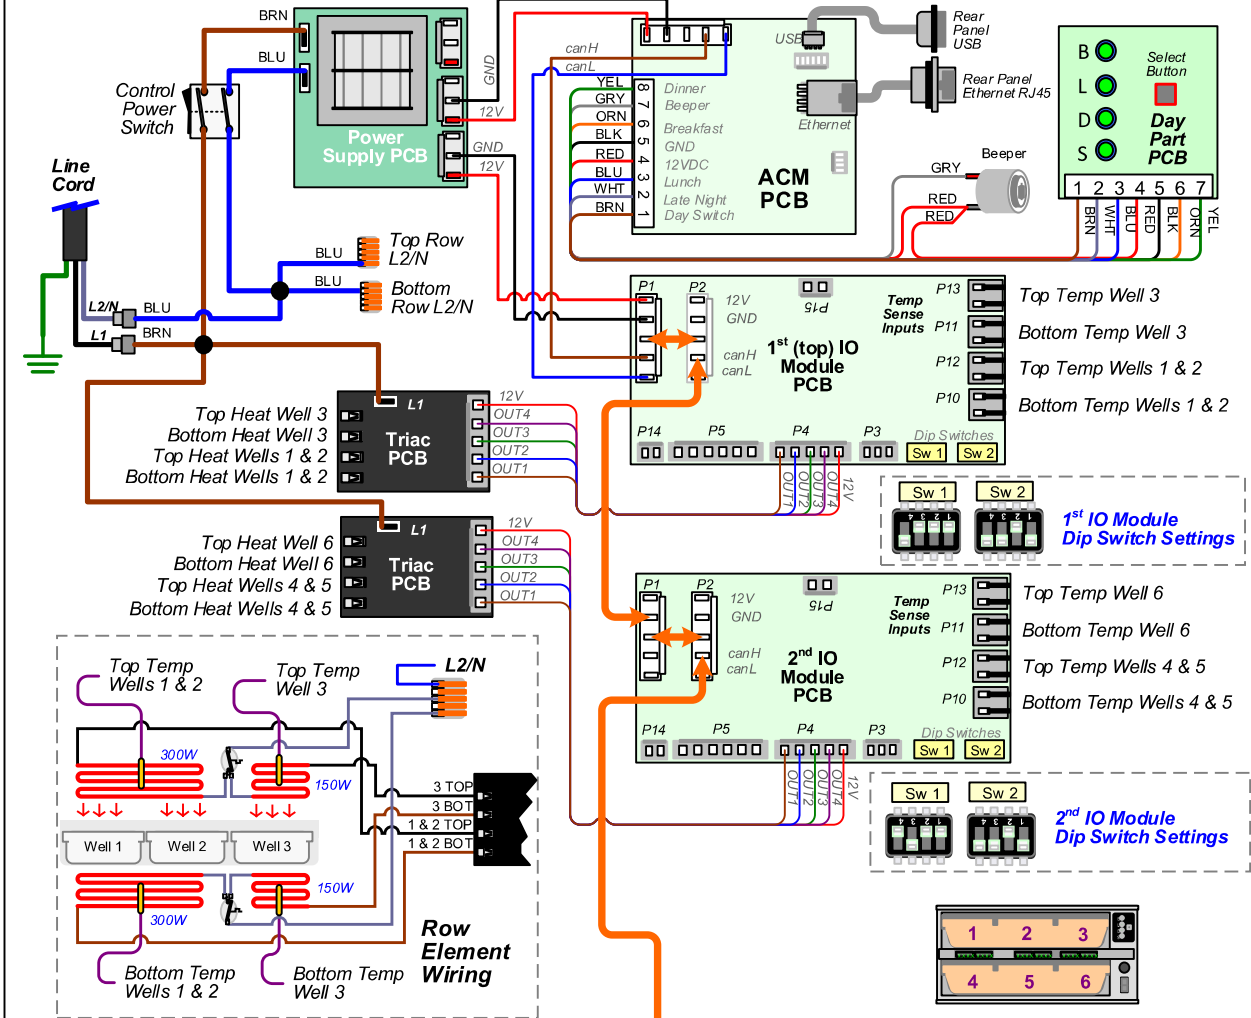 BRN
BLU
Control
Power
Switch
Power
Supply PCB
GND
12V
GND
12V
Line
Cord
BLU
BLU
Top Row
L2/N
Bottom
Row L2/N
L2/N
BLU
L1
BRN
canH
canL
YEL
GRY
ORN
BLK
RED
BLU
WHT
BRN
8
7
6
5
4
3
2
1
Dinner
Beeper
Breakfast
GND
12VDC
Lunch
Late Night
Day Switch
USB
Ethernet
ACM
PCB
Rear
Panel
USB
Rear Panel
Ethernet RJ45
Beeper
GRY
RED
RED
B
L
D
S
Select
Button
Day
Part
PCB
1 2 3 4 5 6 7
BRN
WHT
BLU
RED
BLK
ORN
YEL
P1
P2
12V
GND
canH
canL
P15
1st (top) IO
Module
PCB
Temp
Sense
Inputs
P13
P11
P12
P10
Top Temp Well 3
Bottom Temp Well 3
Top Temp Wells 1 & 2
Bottom Temp Wells 1 & 2
P14
P5
P4
P3
Dip Switches
Sw 1
Sw 2
OUT1
OUT2
OUT3
OUT4
12V
Top Heat Well 3
Bottom Heat Well 3
Top Heat Wells 1 & 2
Bottom Heat Wells 1 & 2
L1
Triac
PCB
12V
OUT4
OUT3
OUT2
OUT1
Sw 1
Sw 2
4 3 2 1
4 3 2 1
1st IO Module
Dip Switch Settings
Top Heat Well 6
Bottom Heat Well 6
Top Heat Wells 4 & 5
Bottom Heat Wells 4 & 5
L1
Triac
PCB
12V
OUT4
OUT3
OUT2
OUT1
P1
P2
12V
GND
canH
canL
P15
2nd IO
Module
PCB
Temp
Sense
Inputs
P13
P11
P12
P10
Top Temp Well 6
Bottom Temp Well 6
Top Temp Wells 4 & 5
Bottom Temp Wells 4 & 5
P14
P5
P4
P3
Dip Switches
Sw 1
Sw 2
OUT1
OUT2
OUT3
OUT4
12V
Sw 1
Sw 2
4 3 2 1
4 3 2 1
2nd IO Module
Dip Switch Settings
Top Temp
Wells 1 & 2
Top Temp
Well 3
L2/N
300W
150W
3 TOP
3 BOT
1 & 2 TOP
1 & 2 BOT
Well 1
Well 2
Well 3
300W
150W
Bottom Temp
Wells 1 & 2
Bottom Temp
Well 3
Row
Element
Wiring
1 2 3
4 5 6